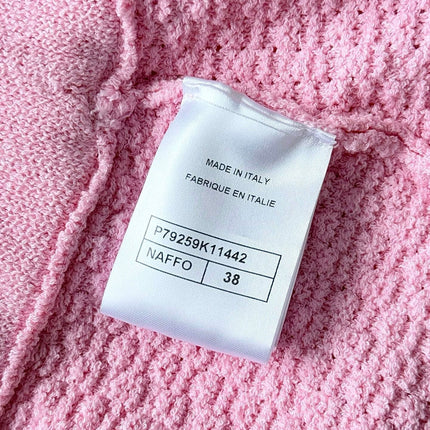 MADE IN ITALY
FABRIQUE EN ITALIE
P79259K11442
NAFFO 38